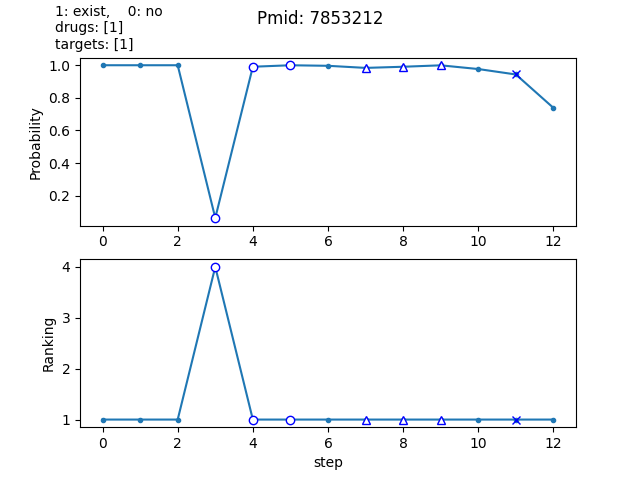 1: exist,    0: no
drugs: [1]
targets: [1]
Pmid: 7853212
1.0
0.8
0.6
0.4
0.2
Probability
0 2 4 6 8 10 12
4
3
2
1
Ranking
0 2 4 6 8 10 12
step